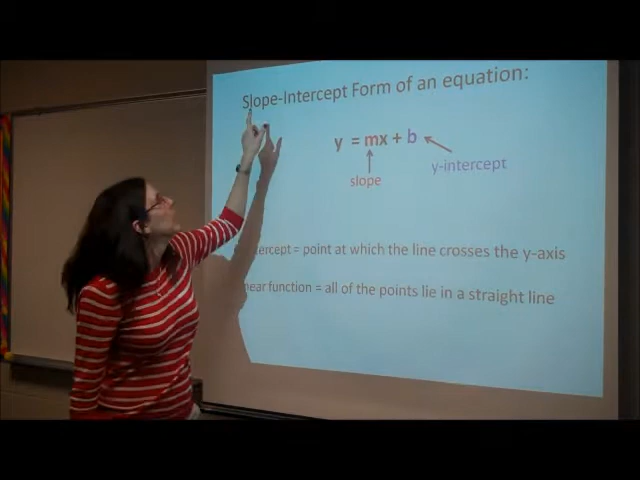 Slope-Intercept Form of an equation:
y = mx + b
y-intercept
slope
= point at which the line crosses the y-axis
function = all of the points lie in a straight line